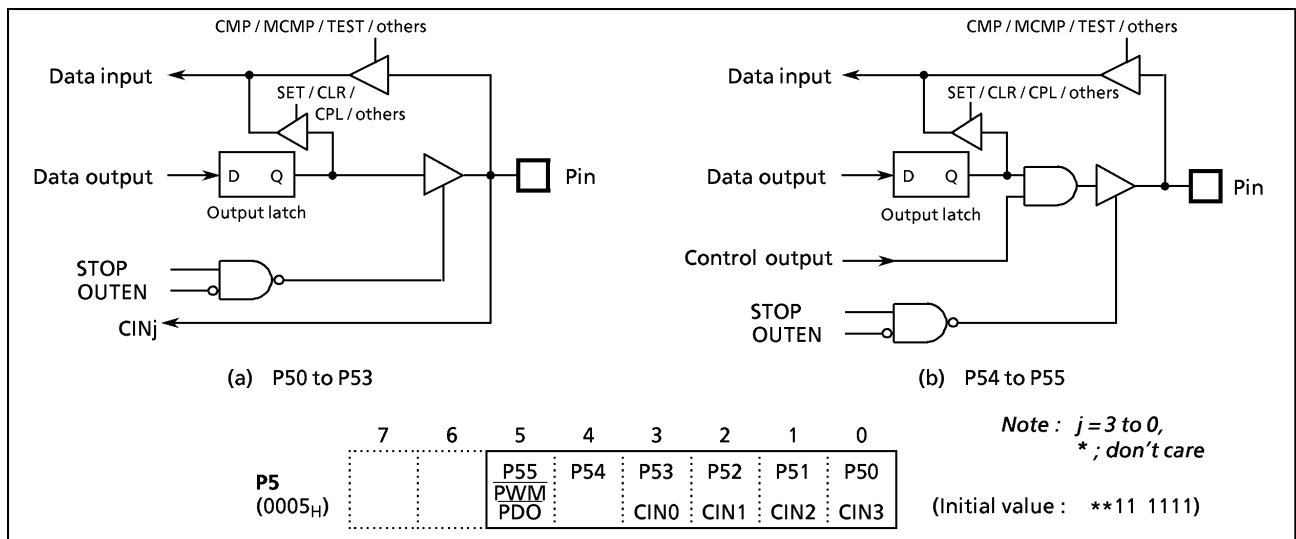 CMP / MCMP / TEST / others
Data input
SET / CLR /
CPL / others
Data output
D Q
Output latch
Pin
STOP
OUTEN
CINj
(a) P50 to P53
CMP / MCMP / TEST / others
Data input
SET / CLR / CPL / others
Data output
D Q
Output latch
Pin
Control output
STOP
OUTEN
(b) P54 to P55
Note : j = 3 to 0,
* ; don't care
7 6 5 4 3 2 1 0
P5
(0005H)
P55 P54 P53 P52 P51 P50
PWM
PDO CIN0 CIN1 CIN2 CIN3
(Initial value : **11 1111)